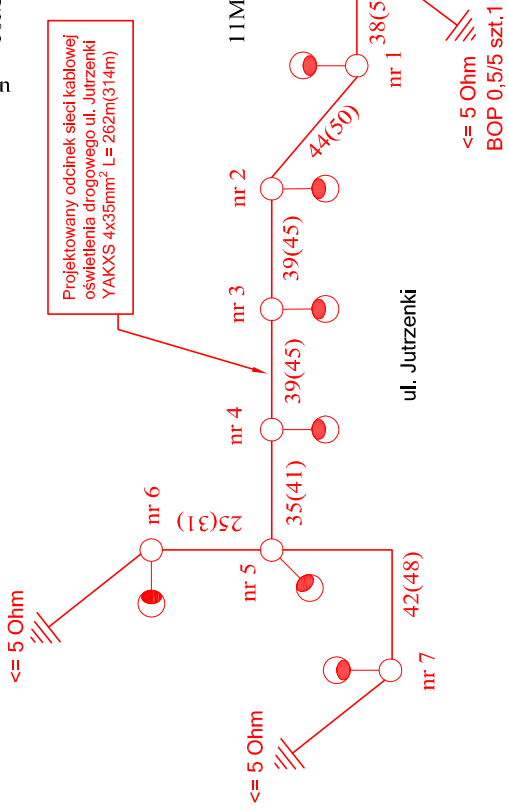 Projektowany odcinek sieci kablowej
oświetlenia drogowego ul. Jutrzenki
YAKXS 4x35mm² L= 262m(314m)
11M
38(5
nr 1
<= 5 Ohm
BOP 0,5/5 szt,1
44(50)
nr 2
39(45)
nr 3
39(45)
ul. Jutrzenki
nr 4
35(41)
nr 5
25(31)
nr 6
<= 5 Ohm
42(48)
nr 7
<= 5 Ohm